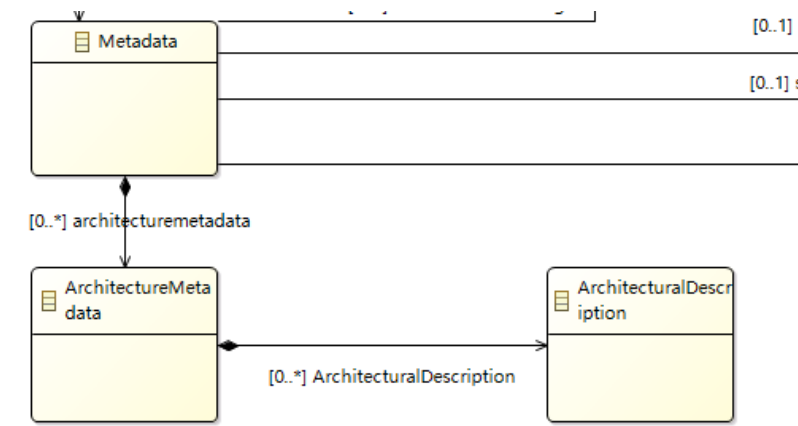 [0..1]
Metadata
[0..1] s
[0..*] architecturemetadata
ArchitectureMeta
data
ArchitecturalDescr
iption
[0..*] ArchitecturalDescription